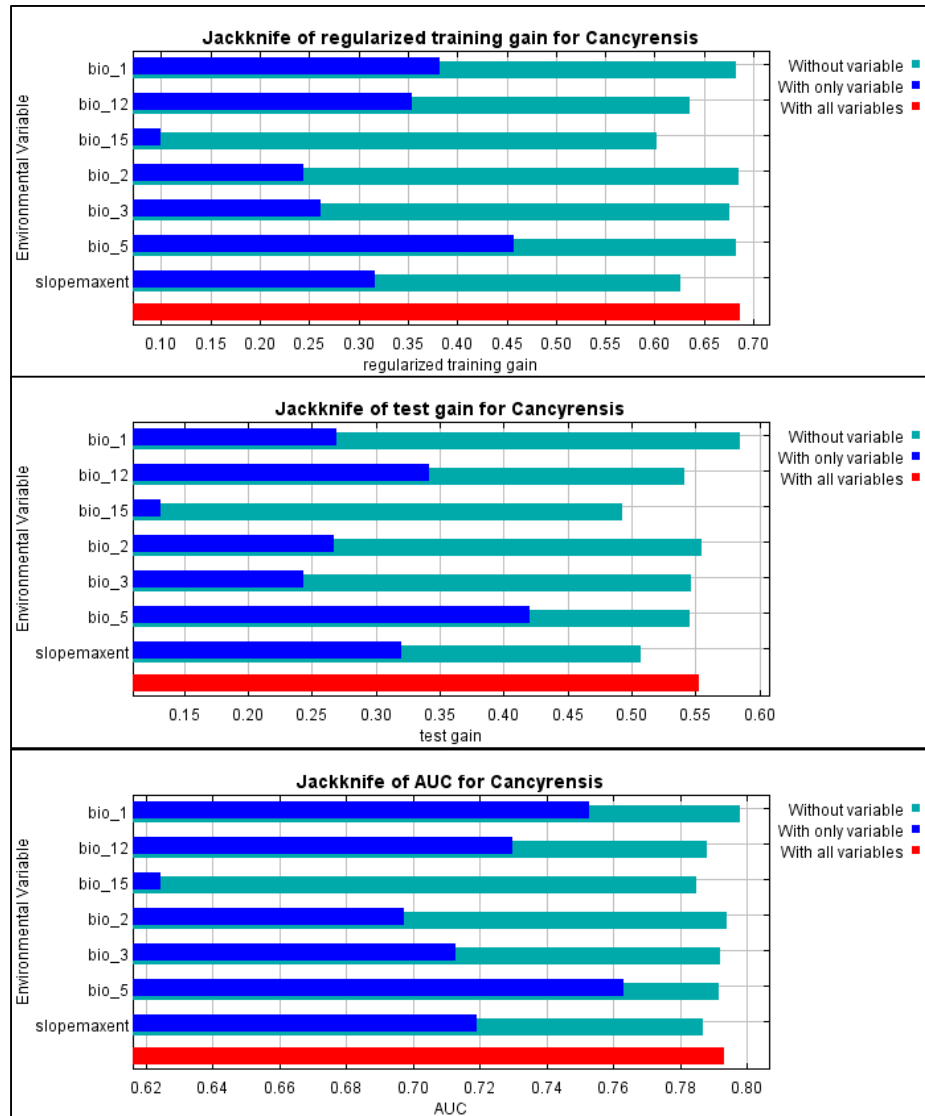 Jackknife of regularized training gain for Cancyrensis
Environmental Variable
bio_1
bio_12
bio_15
bio_2
bio_3
bio_5
slopemaxent
Without variable
With only variable
With all variables
0.10 0.15 0.20 0.25 0.30 0.35 0.40 0.45 0.50 0.55 0.60 0.65 0.70
regularized training gain
Jackknife of test gain for Cancyrensis
Environmental Variable
bio_1
bio_12
bio_15
bio_2
bio_3
bio_5
slopemaxent
Without variable
With only variable
With all variables
0.15 0.20 0.25 0.30 0.35 0.40 0.45 0.50 0.55 0.60
test gain
Jackknife of AUC for Cancyrensis
Environmental Variable
bio_1
bio_12
bio_15
bio_2
bio_3
bio_5
slopemaxent
Without variable
With only variable
With all variables
0.62 0.64 0.66 0.68 0.70 0.72 0.74 0.76 0.78 0.80
AUC